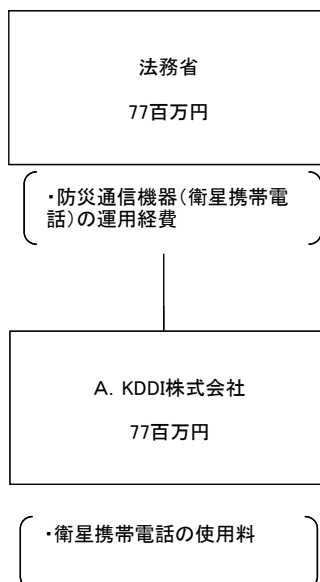 法務省
77百万円
・防災通信機器(衛星携帯電
話)の運用経費
A．KDDI株式会社
77百万円
・衛星携帯電話の使用料